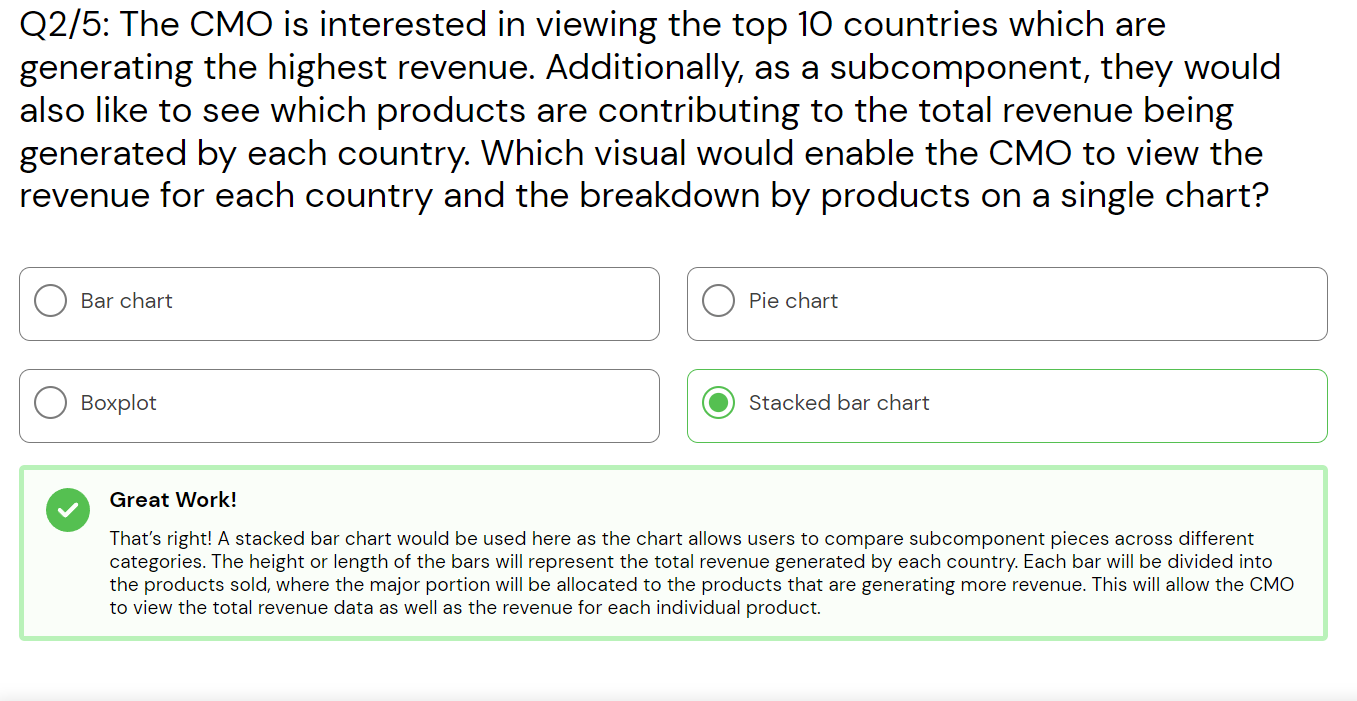 Q2/5: The CMO is interested in viewing the top 10 countries which are
generating the highest revenue. Additionally, as a subcomponent, they would
also like to see which products are contributing to the total revenue being
generated by each country. Which visual would enable the CMO to view the
revenue for each country and the breakdown by products on a single chart?
Bar chart
Pie chart
Boxplot
Stacked bar chart
Great Work!
That's right! A stacked bar chart would be used here as the chart allows users to compare subcomponent pieces across different
categories. The height or length of the bars will represent the total revenue generated by each country. Each bar will be divided into
the products sold, where the major portion will be allocated to the products that are generating more revenue. This will allow the CMO
to view the total revenue data as well as the revenue for each individual product.